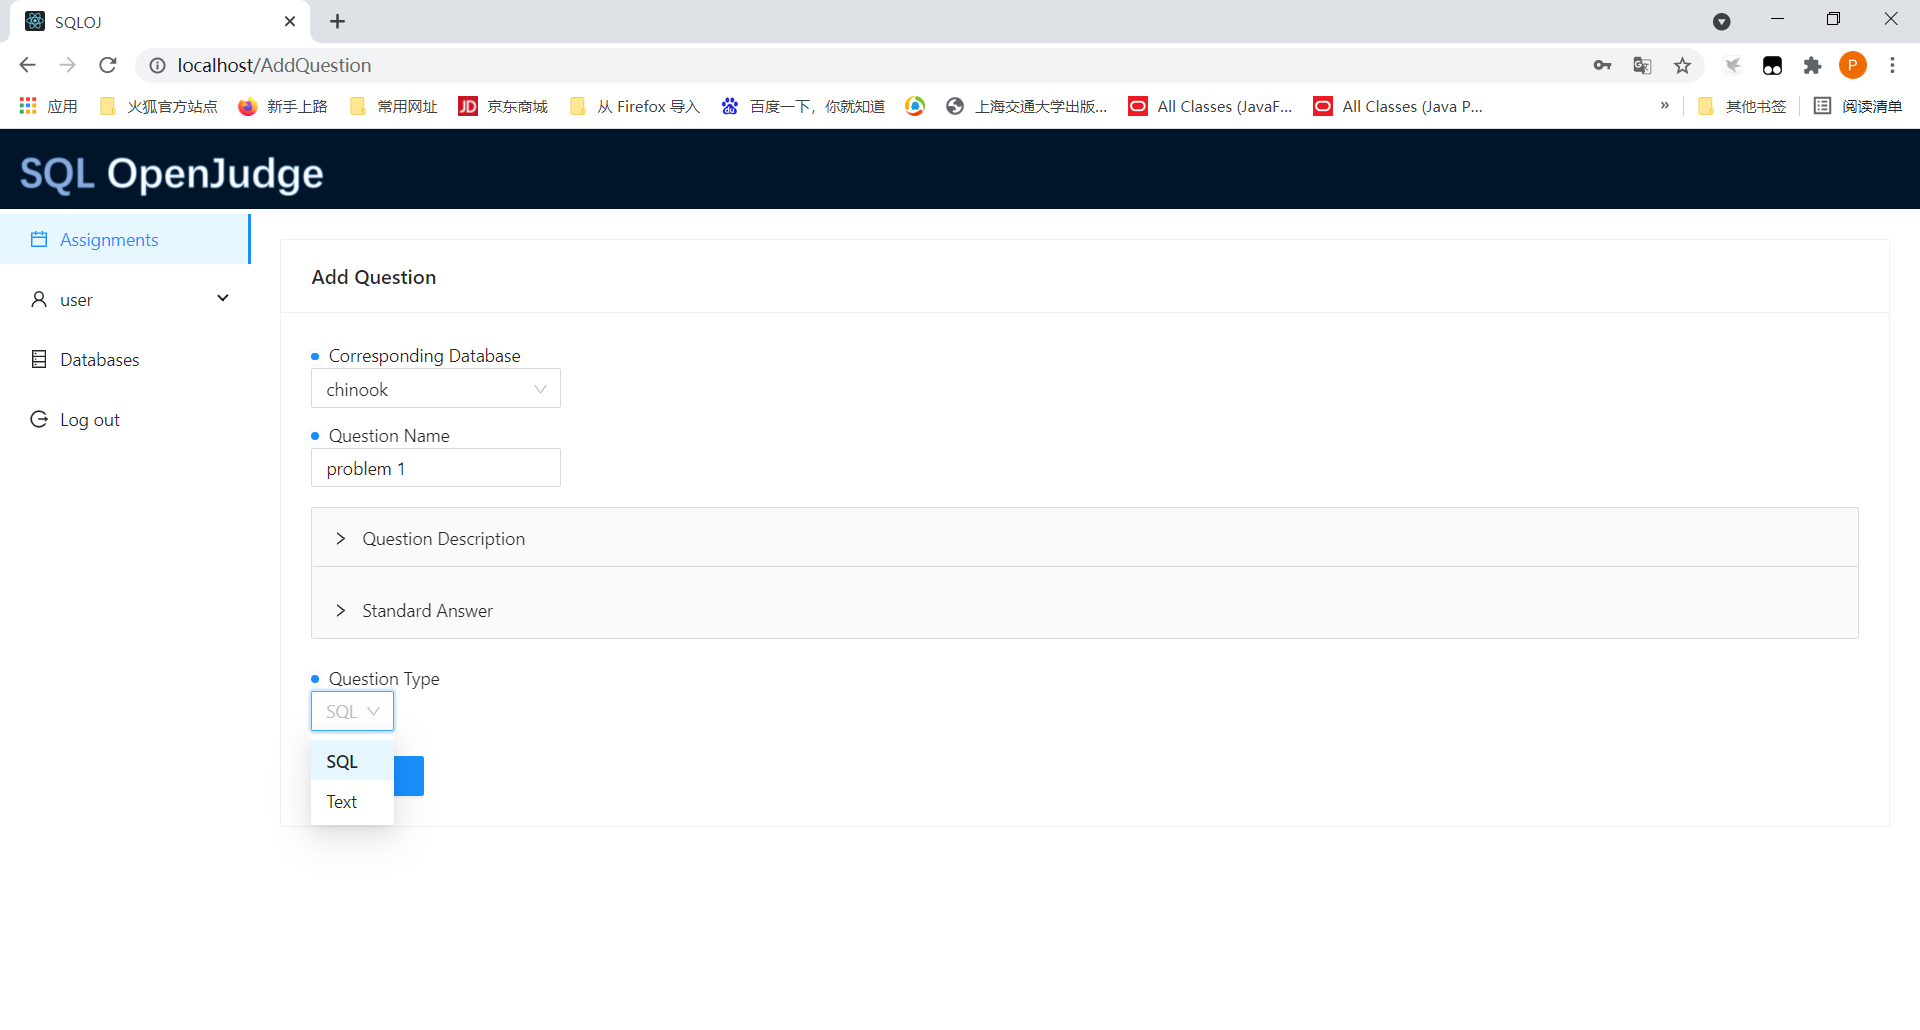 SQLOJ
localhost/AddQuestion
P
应用
火狐官方站点
新手上路
常用网址
JD 京东商城
从 Firefox 导入
百度一下，你就知道
上海交通大学出版...
All Classes (JavaF...
All Classes (Java P...
»
其他书签
阅读清单
SQL OpenJudge
Assignments
user
Databases
Log out
Add Question
Corresponding Database
chinook
Question Name
problem 1
Question Description
Standard Answer
Question Type
SQL
SQL
Text